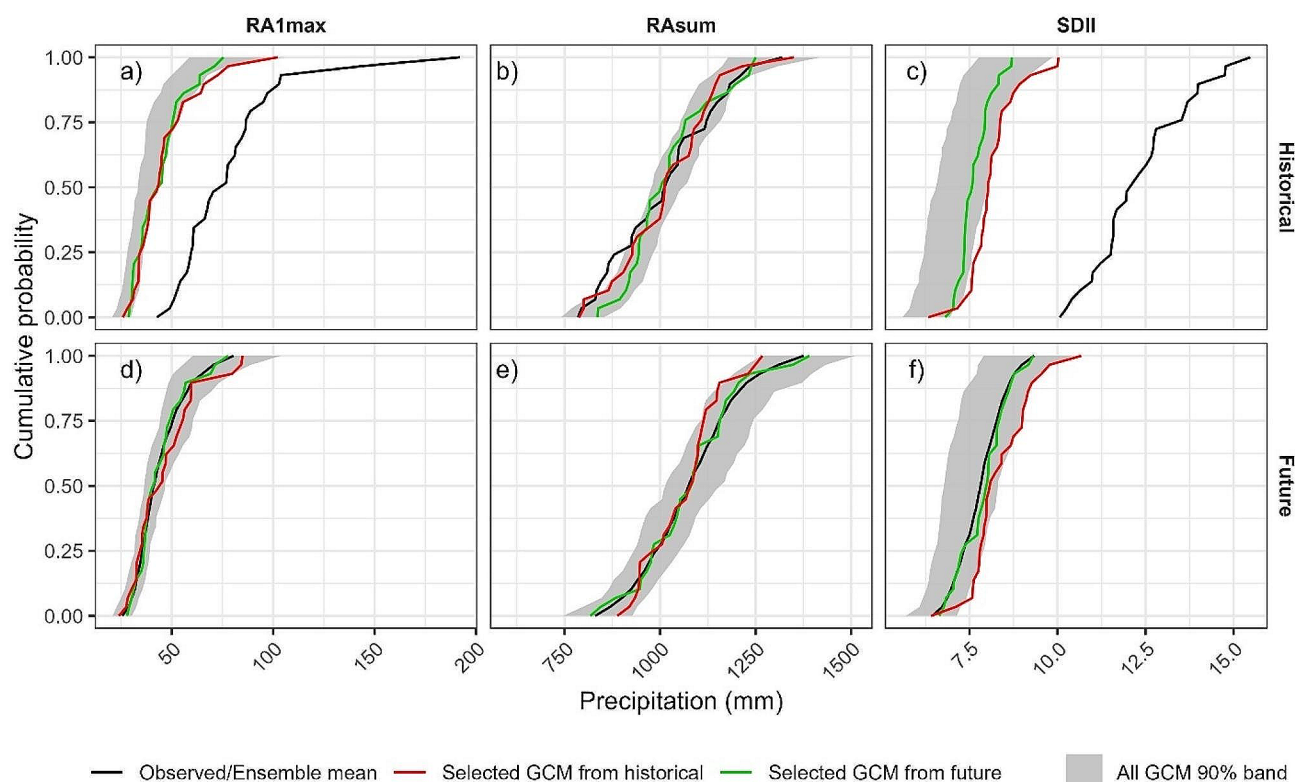 RA1max RAsum SDII
1.00 a) b) c)
0.75
0.50
0.25
0.00
Historical
1.00 d) e) f)
0.75
0.50
0.25
0.00
Future
Cumulative probability
50 100 150 200 750 1000 1250 1500 7.5 10.0 12.5 15.0
Precipitation (mm)
Observed/Ensemble mean Selected GCM from historical Selected GCM from future All GCM 90% band